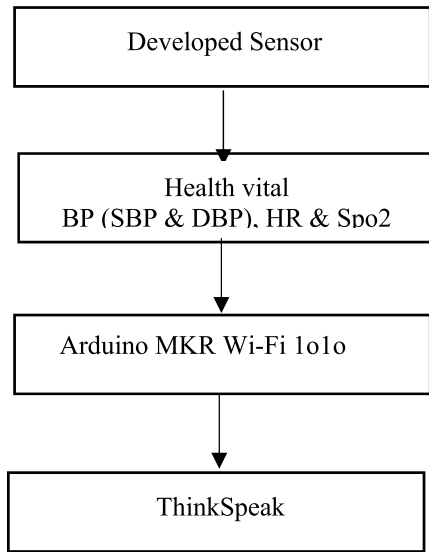 Developed Sensor
Health vital
BP (SBP & DBP), HR & Spo2
Arduino MKR Wi-Fi 1o1o
ThinkSpeak